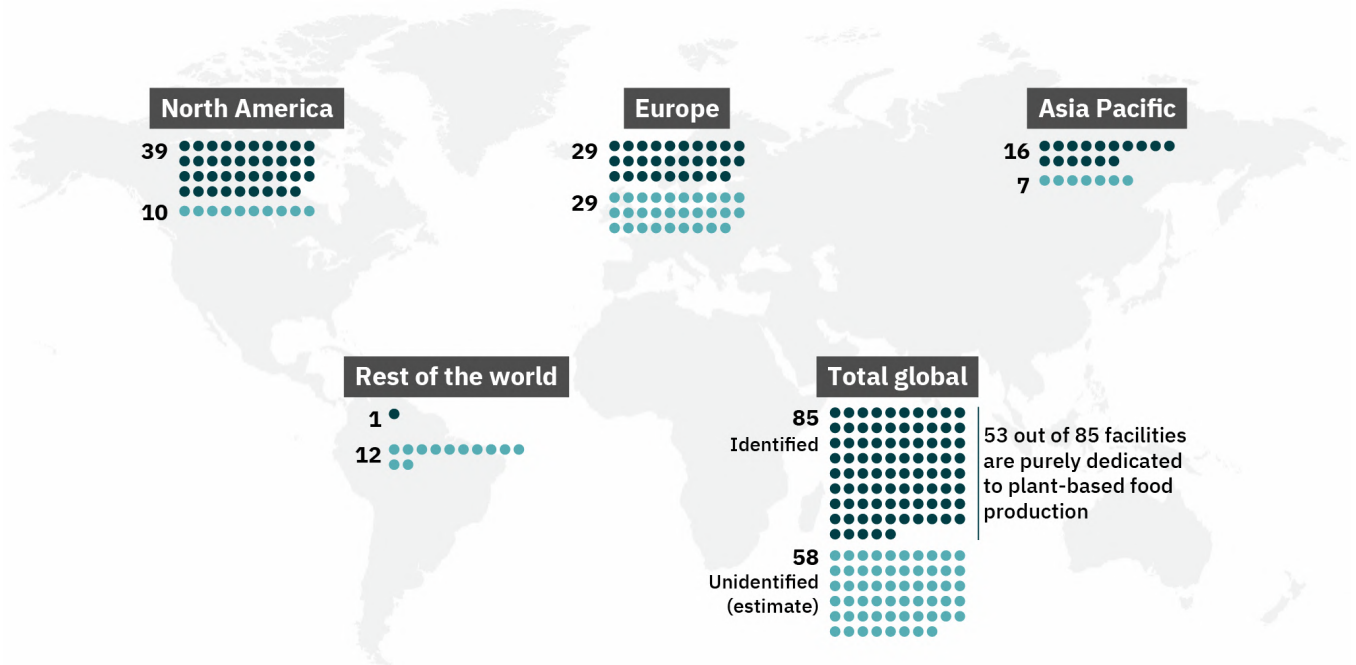 North America
39
10
Europe
29
29
Asia Pacific
16
7
Rest of the world
1
12
Total global
85
Identified
53 out of 85 facilities
are purely dedicated
to plant-based food
production
58
Unidentified
(estimate)